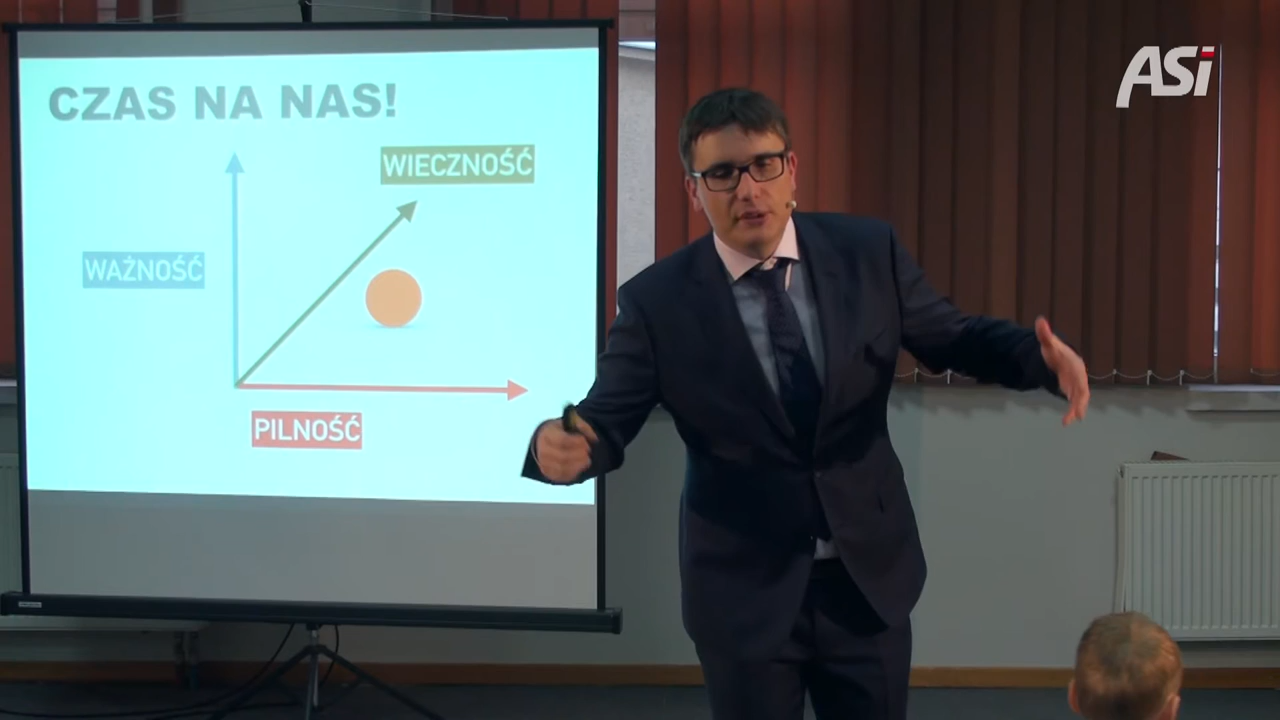 CZAS NA NAS!
WIECZNOŚĆ
WAŻNOŚĆ
PILNOŚĆ
ASi